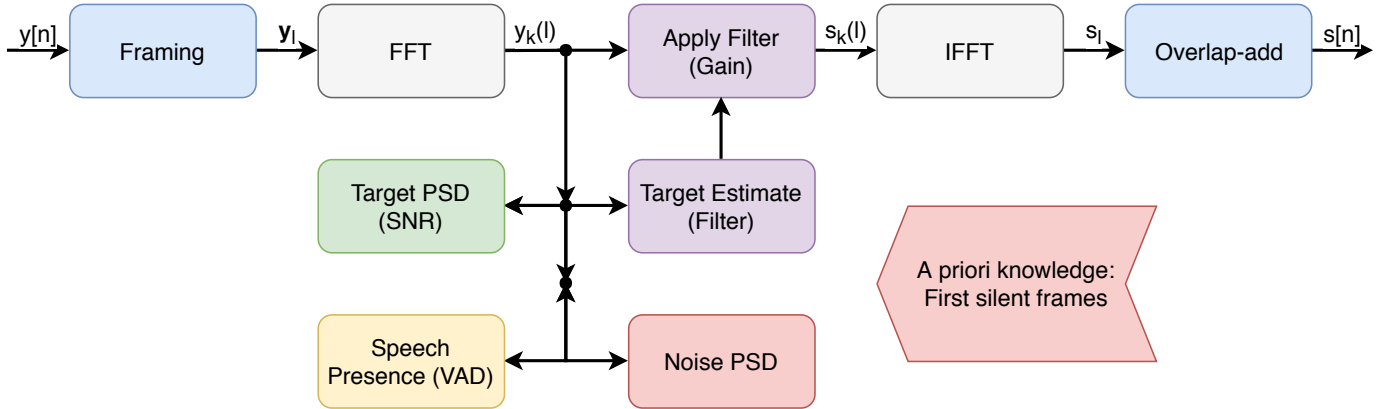 y[n]
Framing
y_l
FFT
y_k(l)
Apply Filter
(Gain)
s_k(l)
IFFT
s_l
Overlap-add
s[n]
Target PSD
(SNR)
Target Estimate
(Filter)
A priori knowledge:
First silent frames
Speech
Presence (VAD)
Noise PSD